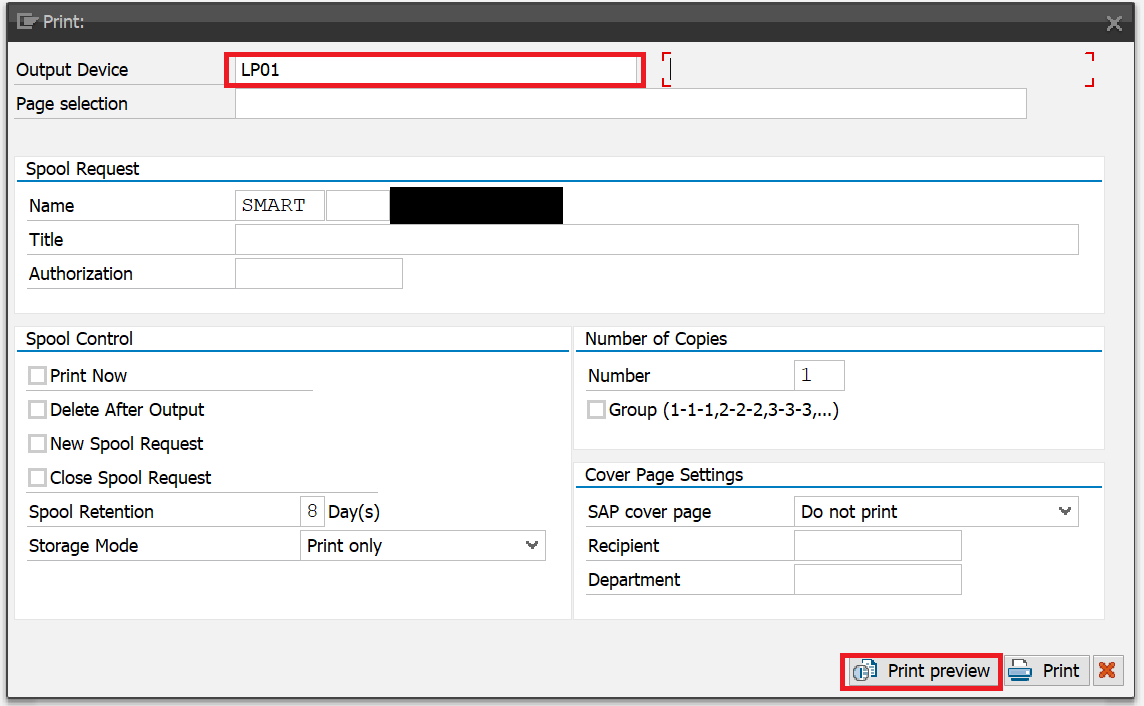 Print:
Output Device LP01
Page selection
Spool Request
Name SMART
Title
Authorization
Spool Control
Print Now
Delete After Output
New Spool Request
Close Spool Request
Spool Retention 8 Day(s)
Storage Mode Print only
Number of Copies
Number 1
Group (1-1-1,2-2-2,3-3-3,...)
Cover Page Settings
SAP cover page Do not print
Recipient
Department
Print preview Print